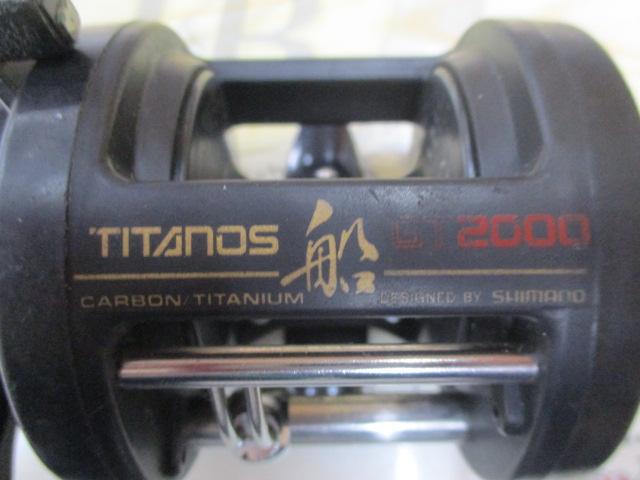 TITANOS 船 GT2000
CARBON/TITANIUM DESIGNED BY SHIMANO